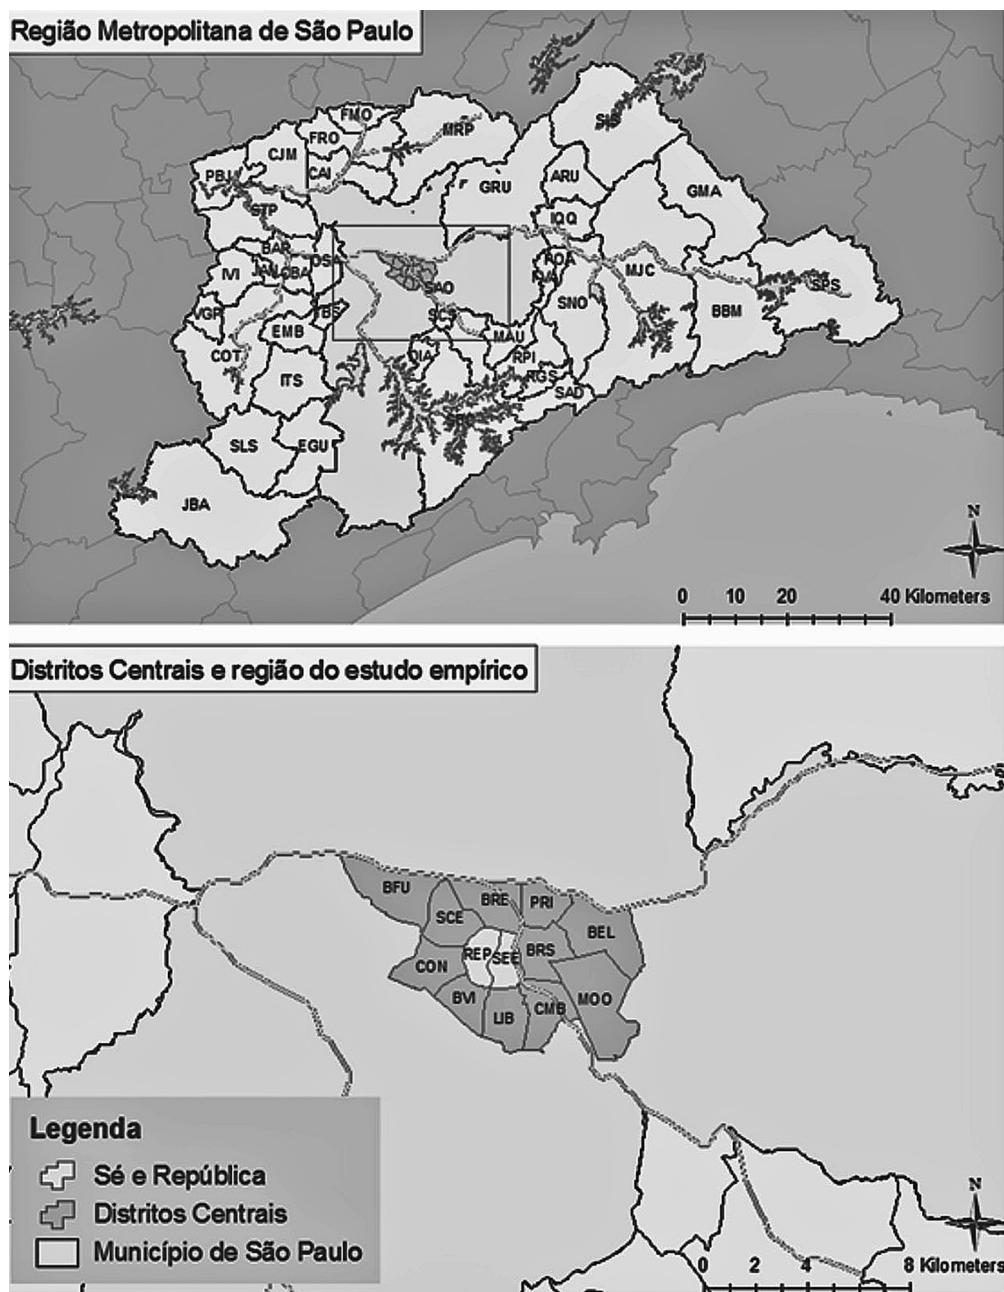 Região Metropolitana de São Paulo
FMO
MRP
FRO
CJM
CAI
PBJ
GRU
ARU
GMA
STP
IQQ
BAR
OSA
POA
IVI
JAN
CBA
MJC
SAO
SNO
SPS
VGP
TBS
SCS
BBM
EMB
MAU
COT
DIA
RPI
ITS
RGS
SAD
SLS
EGU
JBA
N
0 10 20 40 Kilometers
Distritos Centrais e região do estudo empírico
BFU
BRE
PRI
SCE
BEL
REP
SEE
BRS
CON
BVI
MOO
LIB
CMB
Legenda
Sé e República
Distritos Centrais
Município de São Paulo
N
0 2 4 8 Kilometers